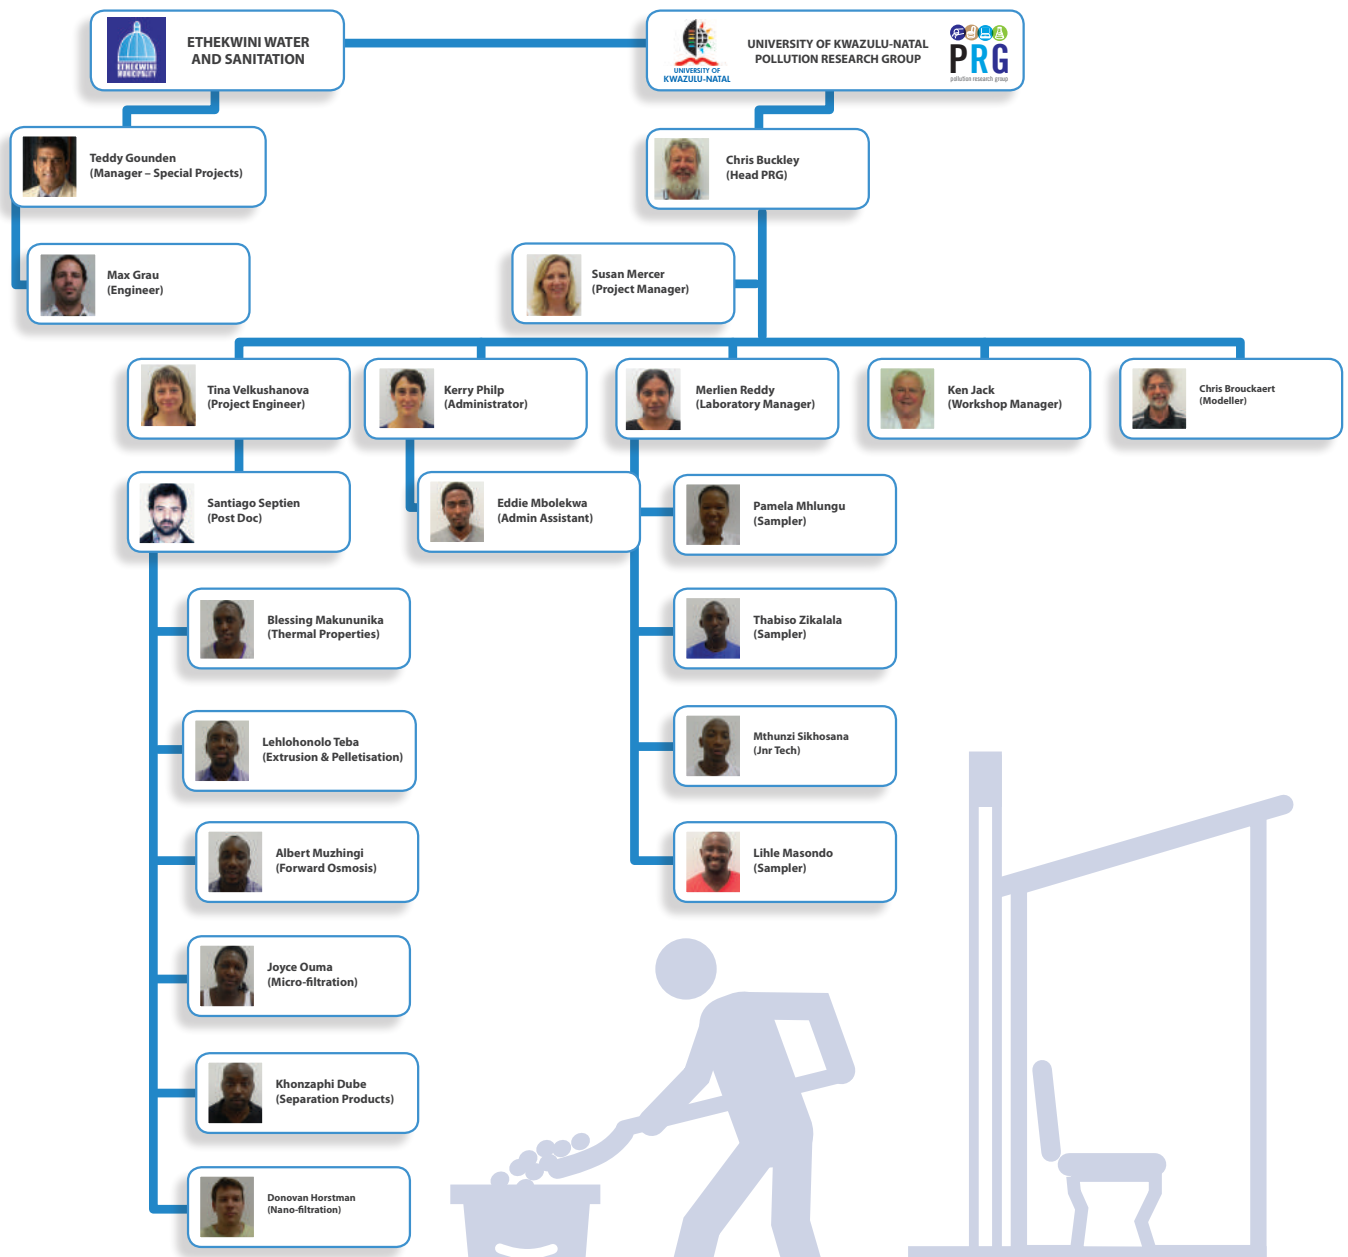 ETHEKWINI
MUNICIPALITY
ETHEKWINI WATER
AND SANITATION
UNIVERSITY OF
KWAZULU-NATAL
UNIVERSITY OF KWAZULU-NATAL
POLLUTION RESEARCH GROUP
PRG
pollution research group
Teddy Gounden
(Manager – Special Projects)
Chris Buckley
(Head PRG)
Max Grau
(Engineer)
Susan Mercer
(Project Manager)
Tina Velkushanova
(Project Engineer)
Kerry Philp
(Administrator)
Merlien Reddy
(Laboratory Manager)
Ken Jack
(Workshop Manager)
Chris Brouckaert
(Modeller)
Santiago Septien
(Post Doc)
Eddie Mbolekwa
(Admin Assistant)
Pamela Mhlungu
(Sampler)
Blessing Makununika
(Thermal Properties)
Thabiso Zikalala
(Sampler)
Lehlohonolo Teba
(Extrusion & Pelletisation)
Mthunzi Sikhosana
(Jnr Tech)
Albert Muzhingi
(Forward Osmosis)
Lihle Masondo
(Sampler)
Joyce Ouma
(Micro-filtration)
Khonzaphi Dube
(Separation Products)
Donovan Horstman
(Nano-filtration)